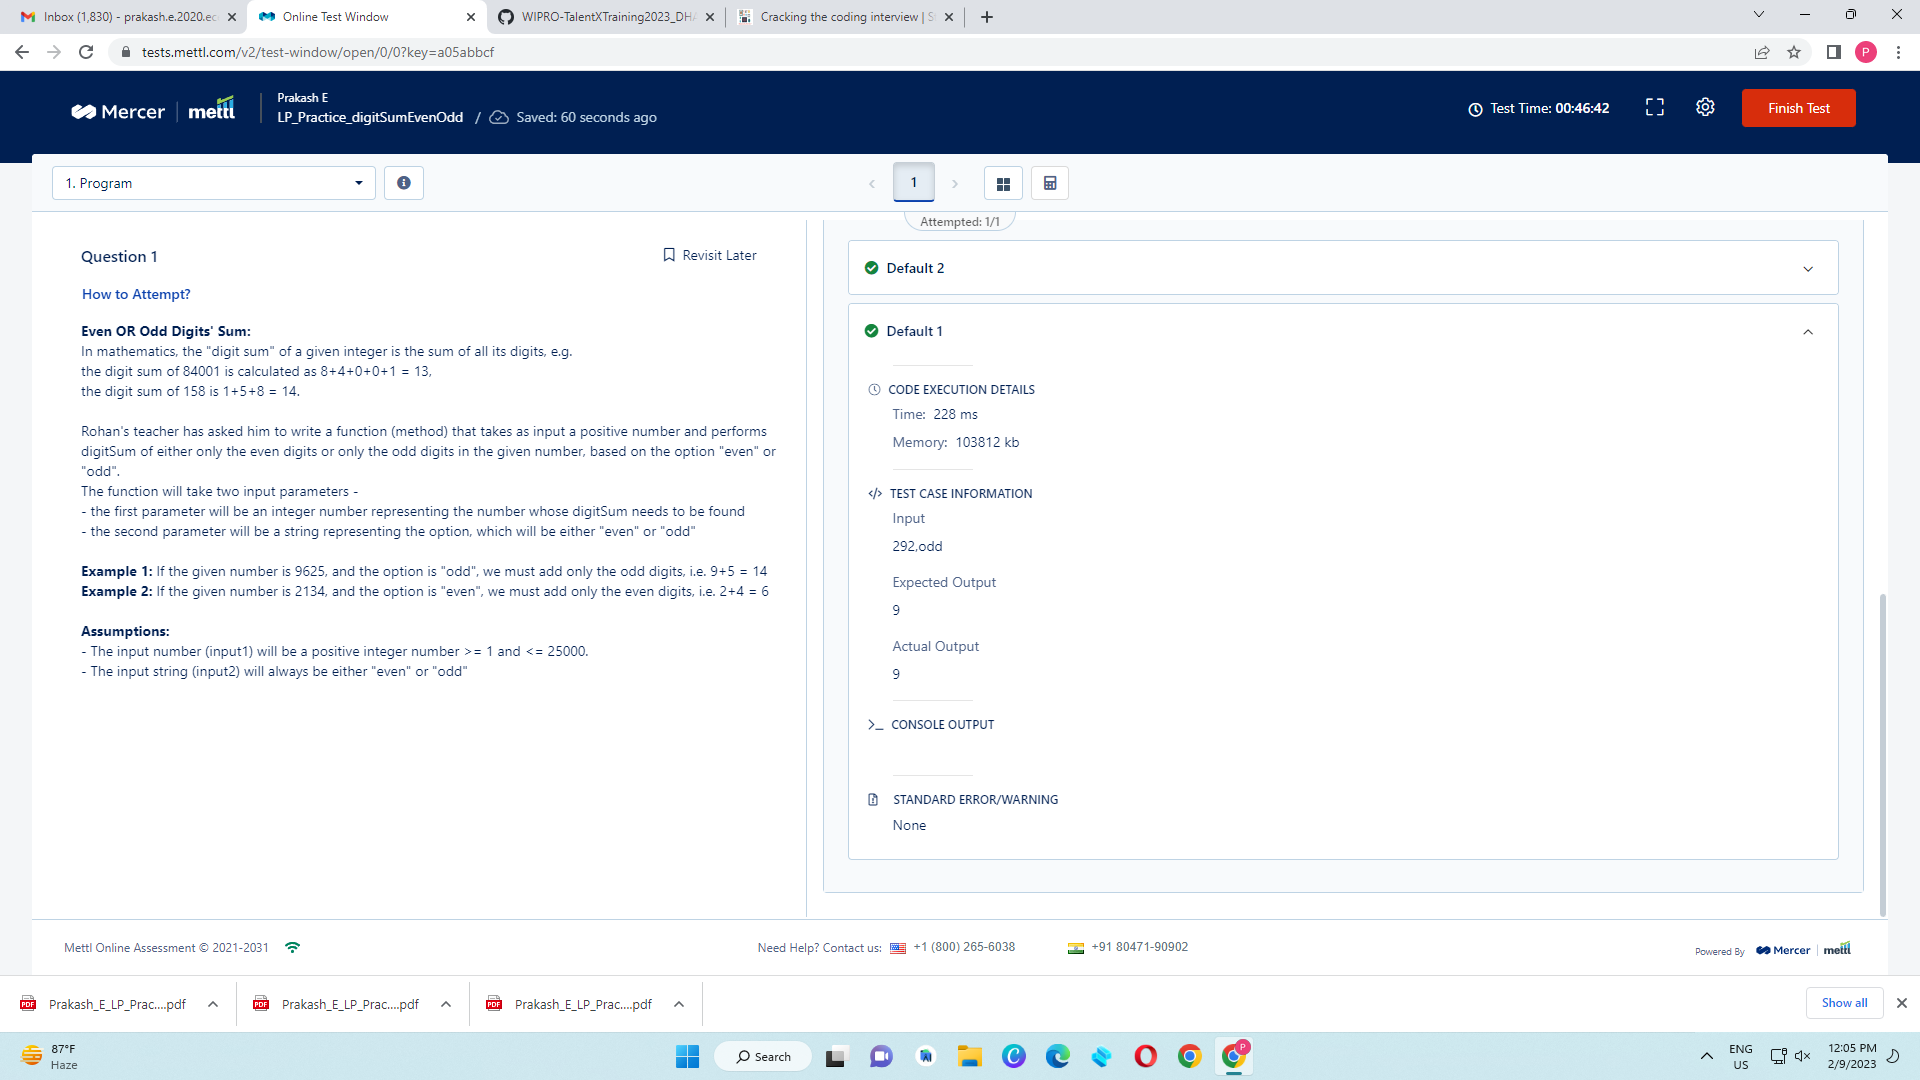 Inbox (1,830) - prakash.e.2020.ec
Online Test Window
WIPRO-TalentXTraining2023_DHA
Cracking the coding interview | S
tests.mettl.com/v2/test-window/open/0/0?key=a05abbcf
P
Mercer
mettl
Prakash E
LP_Practice_digitSumEvenOdd / Saved: 60 seconds ago
Test Time: 00:46:42
Finish Test
1. Program
1
Attempted: 1/1
Question 1
Revisit Later
How to Attempt?
Even OR Odd Digits' Sum:
In mathematics, the "digit sum" of a given integer is the sum of all its digits, e.g.
the digit sum of 84001 is calculated as 8+4+0+0+1 = 13,
the digit sum of 158 is 1+5+8 = 14.
Rohan's teacher has asked him to write a function (method) that takes as input a positive number and performs
digitSum of either only the even digits or only the odd digits in the given number, based on the option "even" or
"odd".
The function will take two input parameters -
- the first parameter will be an integer number representing the number whose digitSum needs to be found
- the second parameter will be a string representing the option, which will be either "even" or "odd"
Example 1: If the given number is 9625, and the option is "odd", we must add only the odd digits, i.e. 9+5 = 14
Example 2: If the given number is 2134, and the option is "even", we must add only the even digits, i.e. 2+4 = 6
Assumptions:
- The input number (input1) will be a positive integer number >= 1 and <= 25000.
- The input string (input2) will always be either "even" or "odd"
Default 2
Default 1
CODE EXECUTION DETAILS
Time: 228 ms
Memory: 103812 kb
</> TEST CASE INFORMATION
Input
292,odd
Expected Output
9
Actual Output
9
>_ CONSOLE OUTPUT
STANDARD ERROR/WARNING
None
Mettl Online Assessment © 2021-2031
Need Help? Contact us: +1 (800) 265-6038
+91 80471-90902
Powered By Mercer mettl
Prakash_E_LP_Prac....pdf
Prakash_E_LP_Prac....pdf
Prakash_E_LP_Prac....pdf
Show all
87°F
Haze
Search
P
ENG
US
12:05 PM
2/9/2023